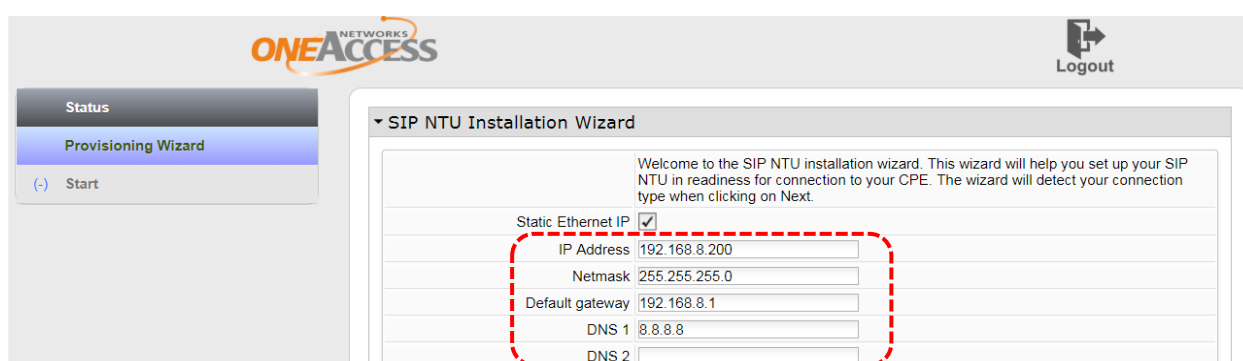 NETWORKS
ONEACCESS
Logout
Status
Provisioning Wizard
(-) Start
SIP NTU Installation Wizard
Welcome to the SIP NTU installation wizard. This wizard will help you set up your SIP
NTU in readiness for connection to your CPE. The wizard will detect your connection
type when clicking on Next.
Static Ethernet IP
IP Address 192.168.8.200
Netmask 255.255.255.0
Default gateway 192.168.8.1
DNS 1 8.8.8.8
DNS 2